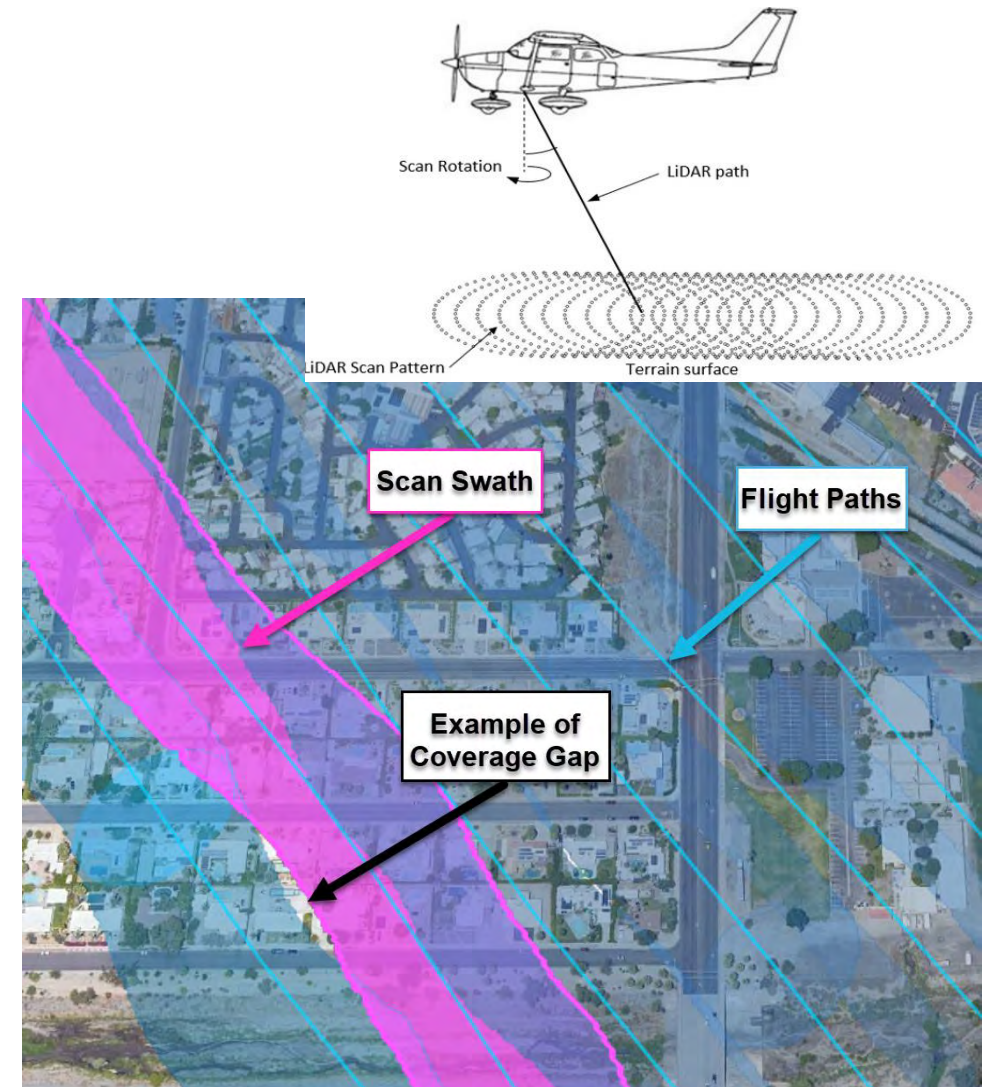 Scan Rotation
LiDAR path
LiDAR Scan Pattern
Terrain surface
Scan Swath
Flight Paths
Example of
Coverage Gap